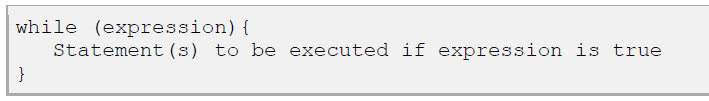 while (expression){
   Statement(s) to be executed if expression is true
}